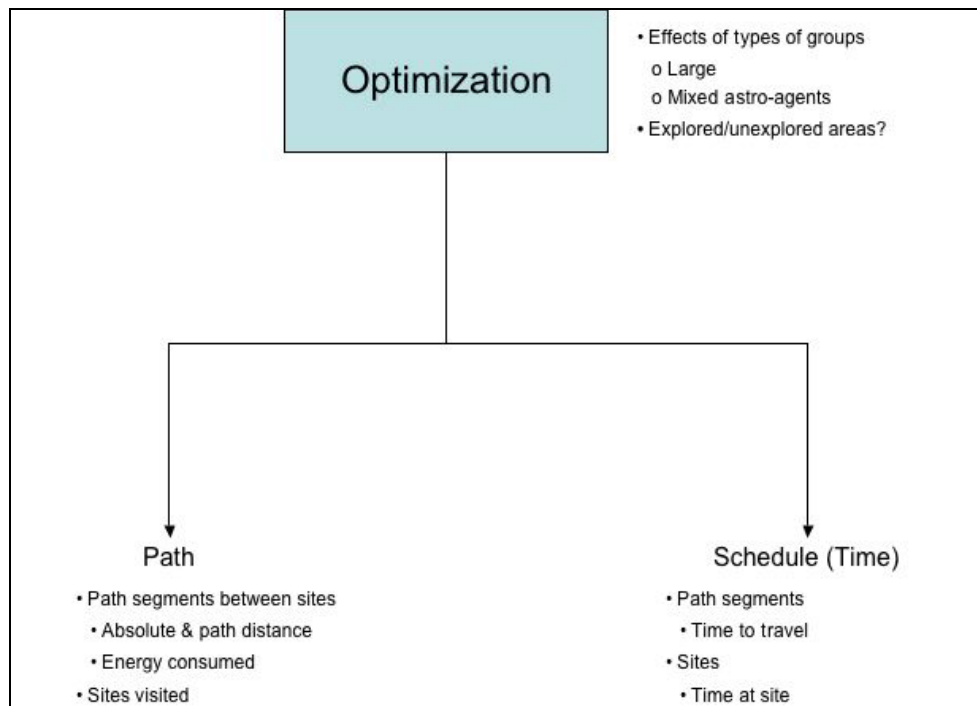 Optimization
• Effects of types of groups
o Large
o Mixed astro-agents
• Explored/unexplored areas?
Path
• Path segments between sites
• Absolute & path distance
• Energy consumed
• Sites visited
Schedule (Time)
• Path segments
• Time to travel
• Sites
• Time at site